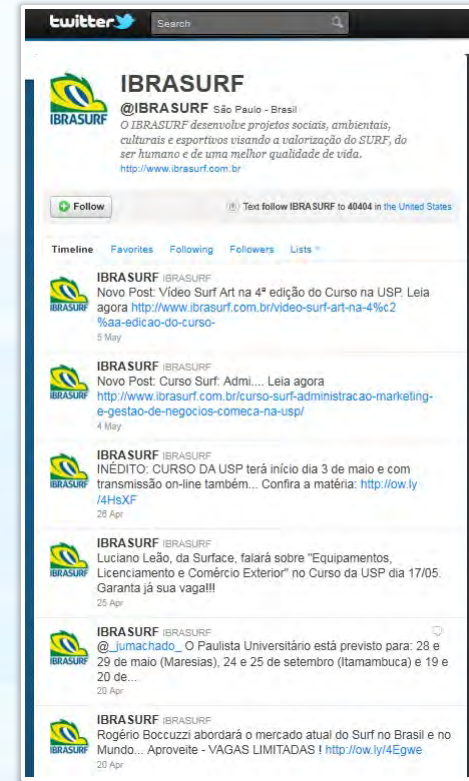 twitter
Search
IBRASURF
IBRASURF
@IBRASURF São Paulo - Brasil
O IBRASURF desenvolve projetos sociais, ambientais,
culturais e esportivos visando a valorização do SURF, do
ser humano e de uma melhor qualidade de vida.
http://www.ibrasurf.com.br
Follow
Text follow IBRASURF to 40404 in the United States
Timeline Favorites Following Followers Lists
IBRASURF IBRASURF
IBRASURF
Novo Post: Vídeo Surf Art na 4ª edição do Curso na USP. Leia
agora http://www.ibrasurf.com.br/video-surf-art-na-4%c2
%aa-edicao-do-curso-
5 May
IBRASURF IBRASURF
IBRASURF
Novo Post: Curso Surf: Admi.... Leia agora
http://www.ibrasurf.com.br/curso-surf-administracao-marketing-
e-gestao-de-negocios-comeca-na-usp/
4 May
IBRASURF IBRASURF
IBRASURF
INÉDITO: CURSO DA USP terá início dia 3 de maio e com
transmissão on-line também... Confira a matéria: http://ow.ly
/4HsXF
26 Apr
IBRASURF IBRASURF
IBRASURF
Luciano Leão, da Surface, falará sobre "Equipamentos,
Licenciamento e Comércio Exterior" no Curso da USP dia 17/05.
Garanta já sua vaga!!!
25 Apr
IBRASURF IBRASURF
IBRASURF
@_jumachado_ O Paulista Universitário está previsto para: 28 e
29 de maio (Maresias), 24 e 25 de setembro (Itamambuca) e 19 e
20 de...
20 Apr
IBRASURF IBRASURF
IBRASURF
Rogério Boccuzzi abordará o mercado atual do Surf no Brasil e no
Mundo... Aproveite - VAGAS LIMITADAS ! http://ow.ly/4Egwe
20 Apr